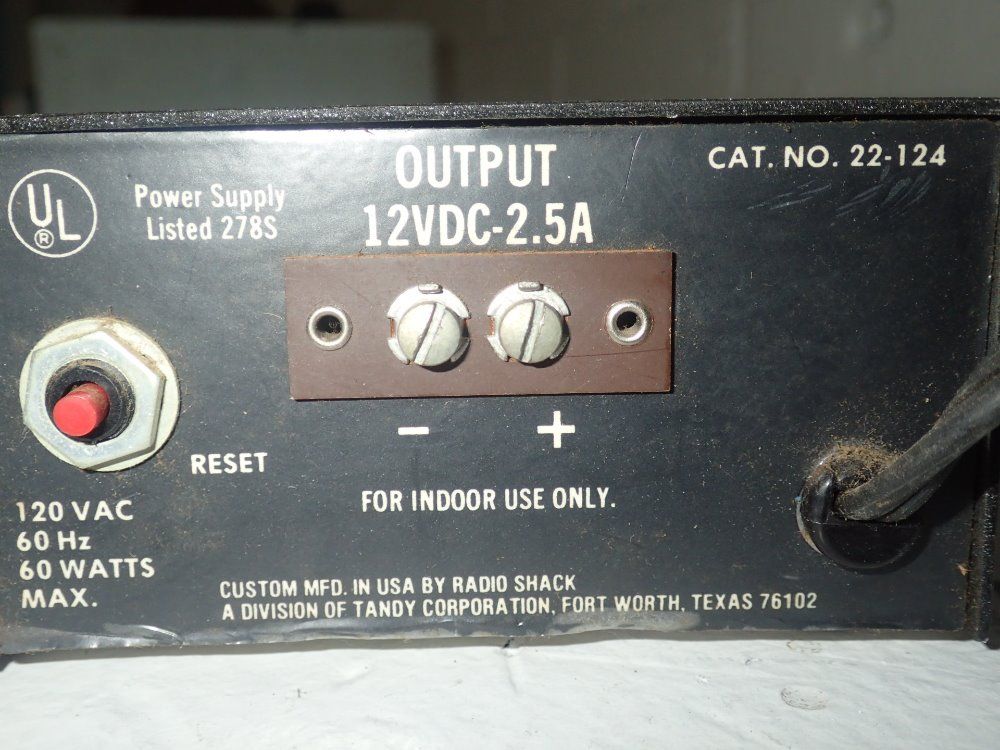 UL
®
Power Supply
Listed 278S
OUTPUT
12VDC-2.5A
CAT. NO. 22-124
- +
RESET
FOR INDOOR USE ONLY.
120 VAC
60 Hz
60 WATTS
MAX.
CUSTOM MFD. IN USA BY RADIO SHACK
A DIVISION OF TANDY CORPORATION, FORT WORTH, TEXAS 76102